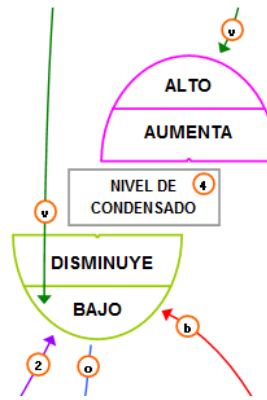 v
ALTO
AUMENTA
NIVEL DE 4
CONDENSADO
v
DISMINUYE
BAJO
b
2
o